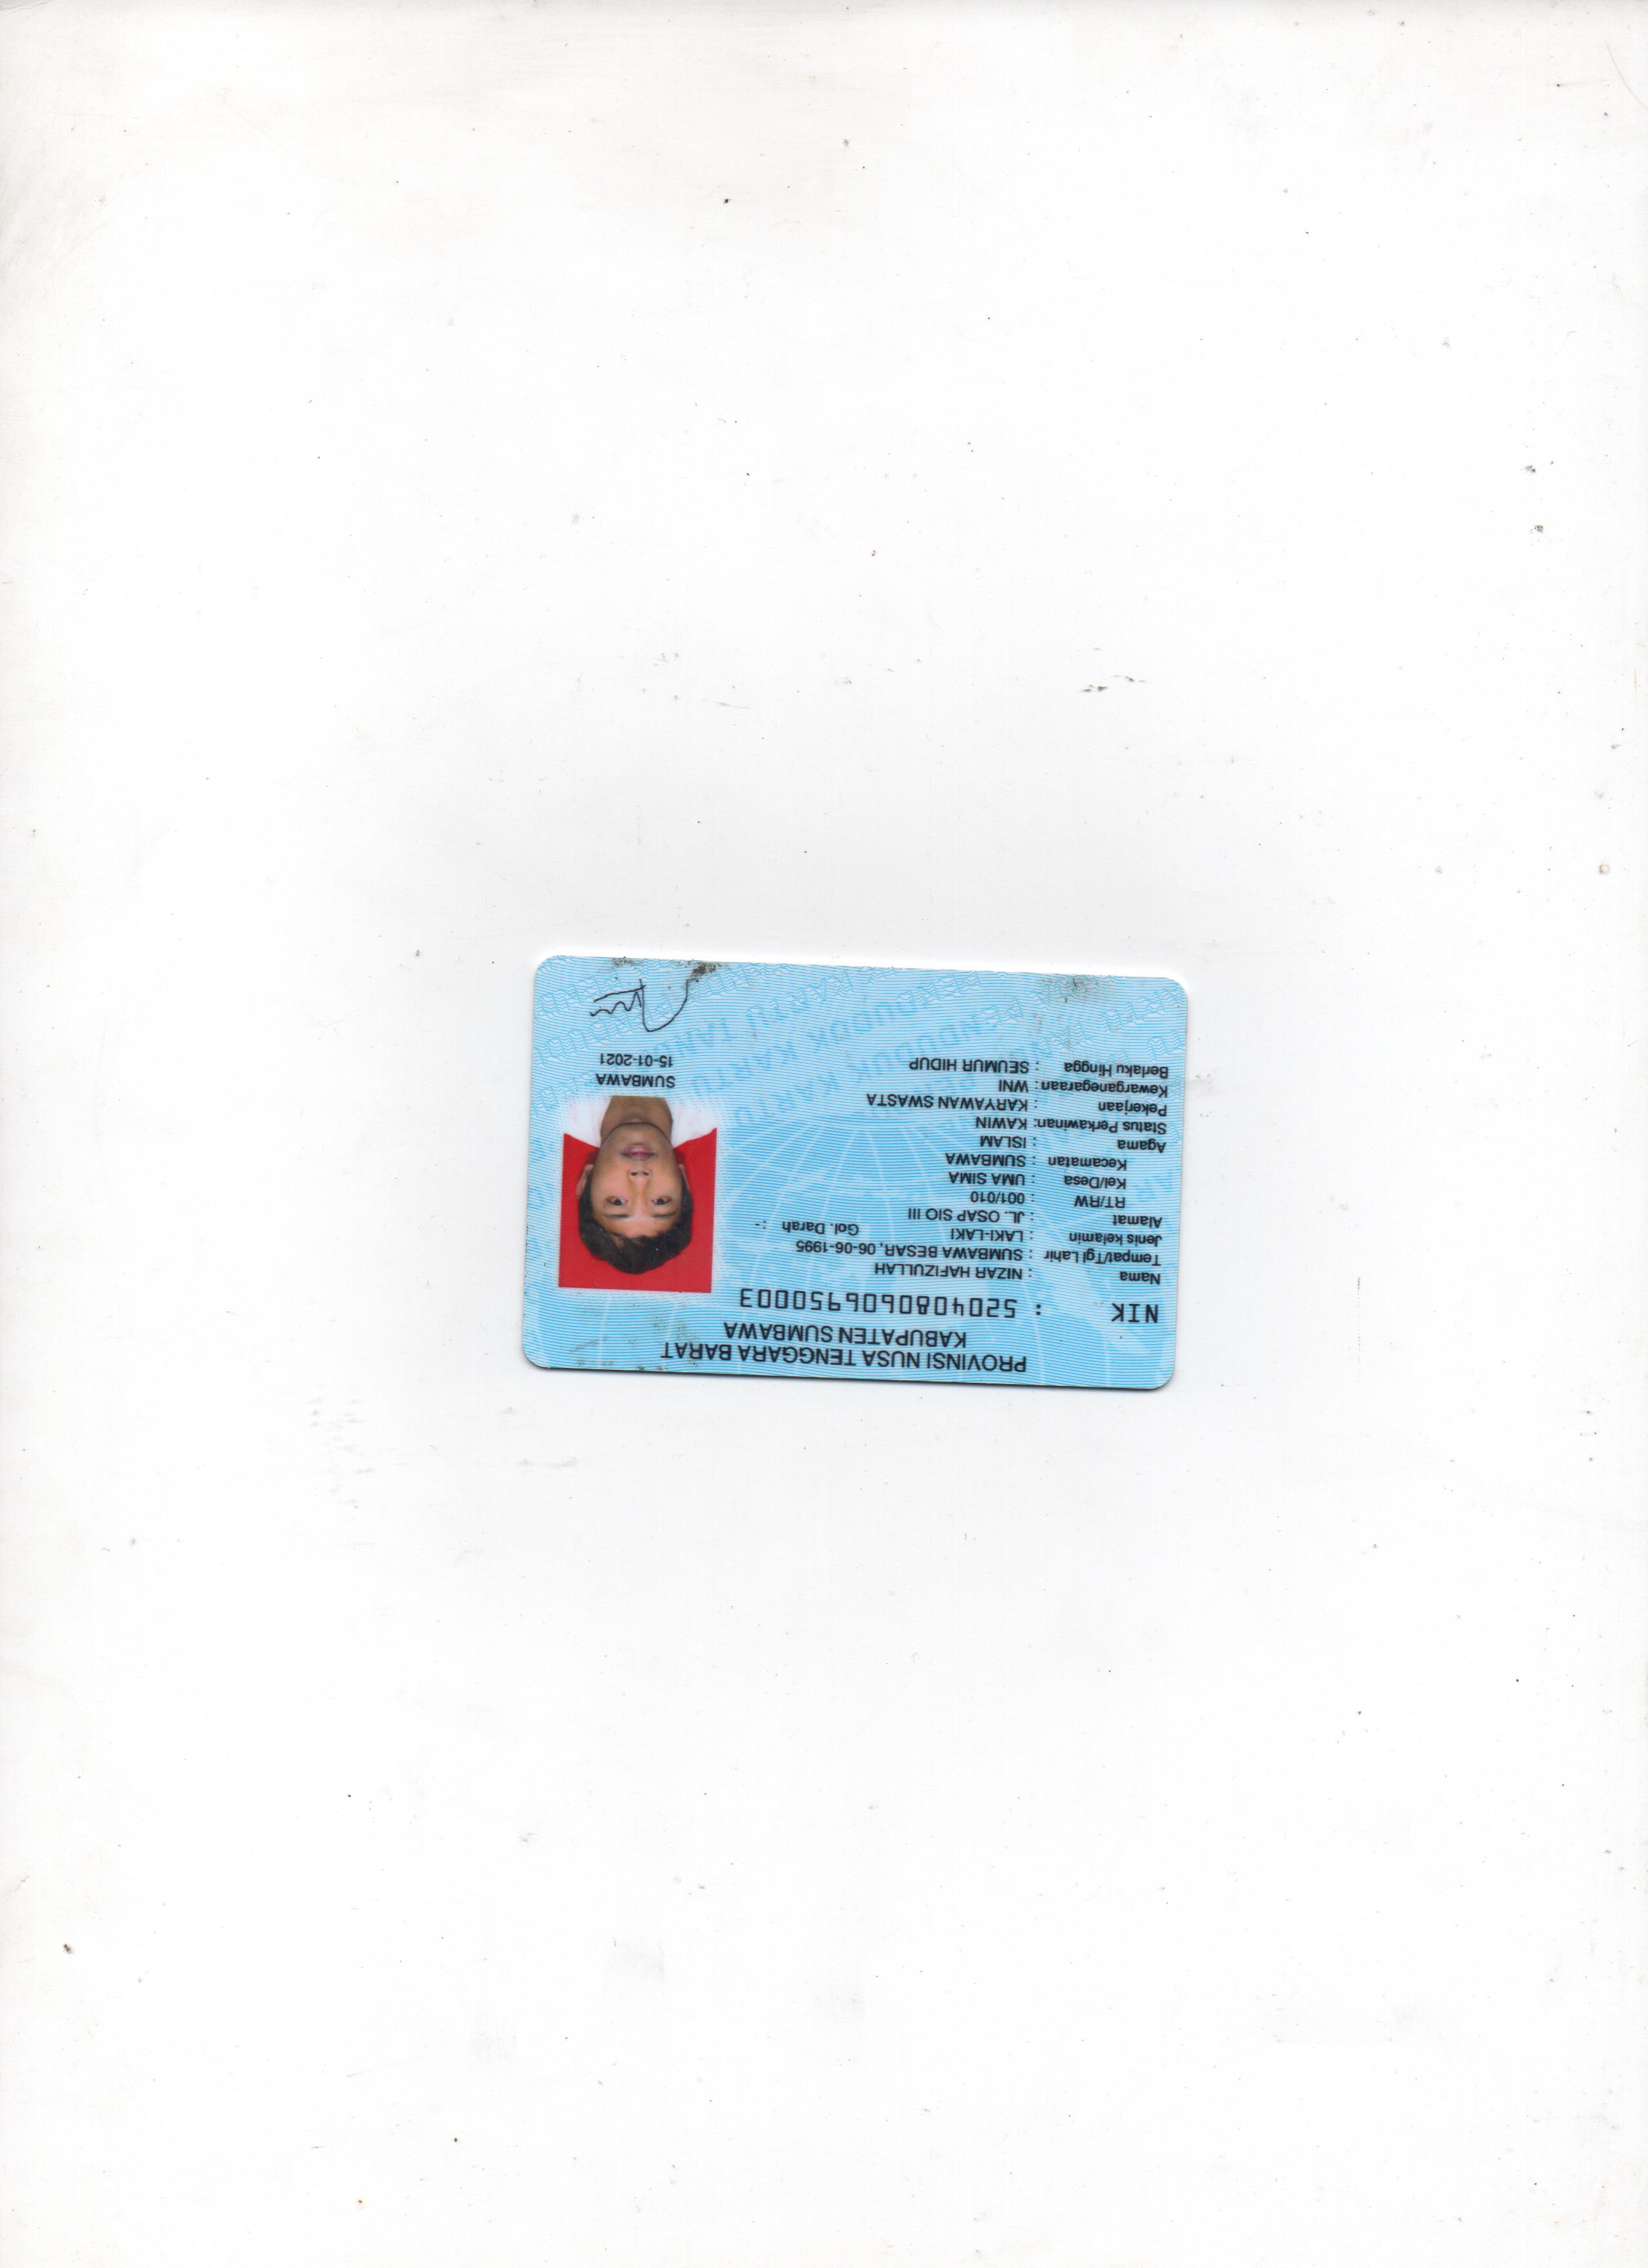 PROVINSI NUSA TENGGARA BARAT
KABUPATEN SUMBAWA
NIK : 5204080606950003
Nama : NIZAR HAFIZULLAH
Tempat/Tgl Lahir : SUMBAWA BESAR, 06-06-1995
Jenis kelamin : LAKI-LAKI Gol. Darah : -
Alamat : JL. OSAP SIO III
RT/RW : 001/010
Kel/Desa : UMA SIMA
Kecamatan : SUMBAWA
Agama : ISLAM
Status Perkawinan: KAWIN
Pekerjaan : KARYAWAN SWASTA
Kewarganegaraan: WNI
Berlaku Hingga : SEUMUR HIDUP
SUMBAWA
15-01-2021